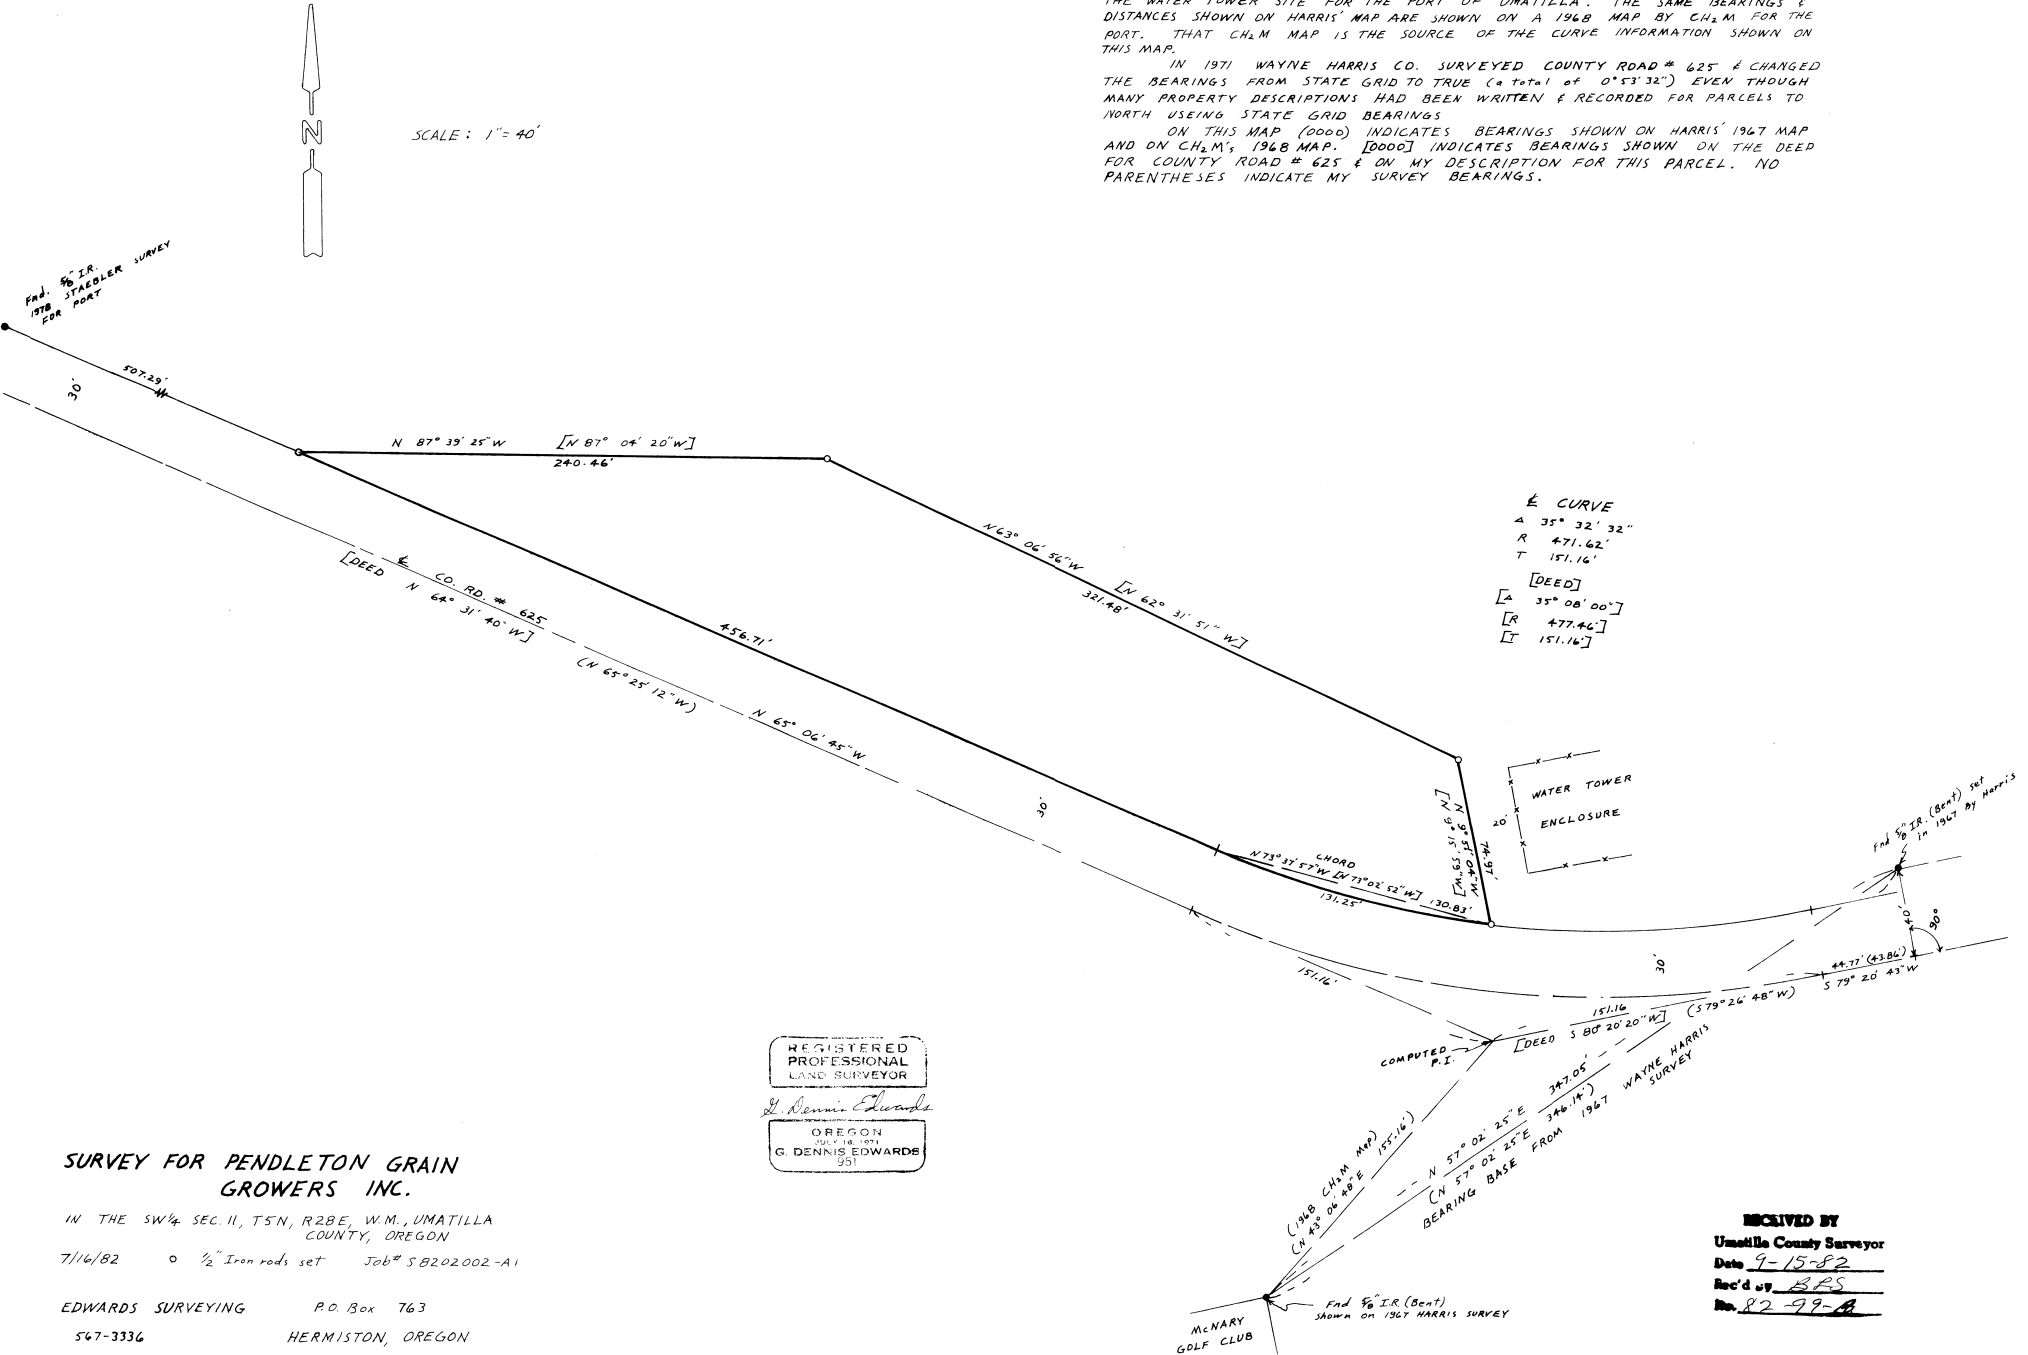 THE WATER TOWER SITE FOR THE PORT OF UMATILLA. THE SAME BEARINGS &
DISTANCES SHOWN ON HARRIS' MAP ARE SHOWN ON A 1968 MAP BY CH2M FOR THE
PORT. THAT CH2M MAP IS THE SOURCE OF THE CURVE INFORMATION SHOWN ON
THIS MAP.
IN 1971 WAYNE HARRIS CO. SURVEYED COUNTY ROAD # 625 & CHANGED
THE BEARINGS FROM STATE GRID TO TRUE (a total of 0°53'32") EVEN THOUGH
MANY PROPERTY DESCRIPTIONS HAD BEEN WRITTEN & RECORDED FOR PARCELS TO
NORTH USEING STATE GRID BEARINGS
ON THIS MAP (0000) INDICATES BEARINGS SHOWN ON HARRIS' 1967 MAP
AND ON CH2M's 1968 MAP. [0000] INDICATES BEARINGS SHOWN ON THE DEED
FOR COUNTY ROAD # 625 & ON MY DESCRIPTION FOR THIS PARCEL. NO
PARENTHESES INDICATE MY SURVEY BEARINGS.
N
SCALE: 1"= 40'
Fnd. 5/8" I.R.
1978 STAEBLER SURVEY
FOR PORT
507.29'
30'
N 87° 39' 25" W [N 87° 04' 20" W]
240.46'
N 63° 06' 56" W [N 62° 31' 51" W]
321.48'
℄ CURVE
Δ 35° 32' 32"
R 471.62'
T 151.16'
[DEED]
[Δ 35° 08' 00"]
[R 477.46']
[T 151.16']
℄ CO. RD. # 625
[DEED N 64° 31' 40" W]
456.71'
(N 65° 25' 12" W)
N 65° 06' 45" W
30'
N 9° 51' 04" W
[N 9° 15' 59" W]
74.97'
20'
WATER TOWER
ENCLOSURE
CHORD
N 73° 37' 57" W [N 73° 02' 52" W] 130.83'
131.25'
Fnd 5/8" I.R. (Bent) set
in 1967 By Harris
40'
90°
30'
44.77' (43.86')
S 79° 20' 43" W
151.16'
151.16
[DEED S 80° 20' 20" W] (S 79° 26' 48" W)
COMPUTED
P.I.
(1968 CH2M MAP)
(N 43° 06' 48" E 155.16')
N 57° 02' 25" E 347.05'
(N 57° 02' 25" E 346.14')
BEARING BASE FROM 1967 WAYNE HARRIS
SURVEY
Fnd 5/8" I.R. (Bent)
shown on 1967 HARRIS SURVEY
McNARY
GOLF CLUB
REGISTERED
PROFESSIONAL
LAND SURVEYOR
G. Dennis Edwards
OREGON
JULY 16, 1971
G. DENNIS EDWARDS
951
SURVEY FOR PENDLETON GRAIN
GROWERS INC.
IN THE SW 1/4 SEC. 11, T5N, R28E, W.M., UMATILLA
COUNTY, OREGON
7/16/82 o 1/2" Iron rods set Job# S8202002-A1
EDWARDS SURVEYING P.O. Box 763
567-3336 HERMISTON, OREGON
RECEIVED BY
Umatilla County Surveyor
Date 9-15-82
Rec'd by
No. 82-99-